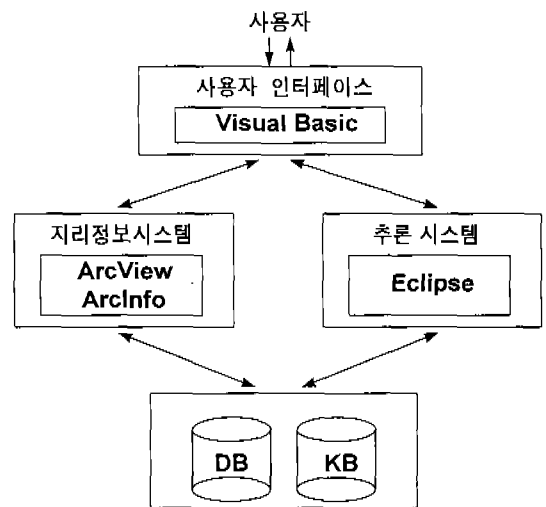 사용자
사용자 인터페이스
Visual Basic
지리정보시스템
ArcView
ArcInfo
추론 시스템
Eclipse
DB
KB